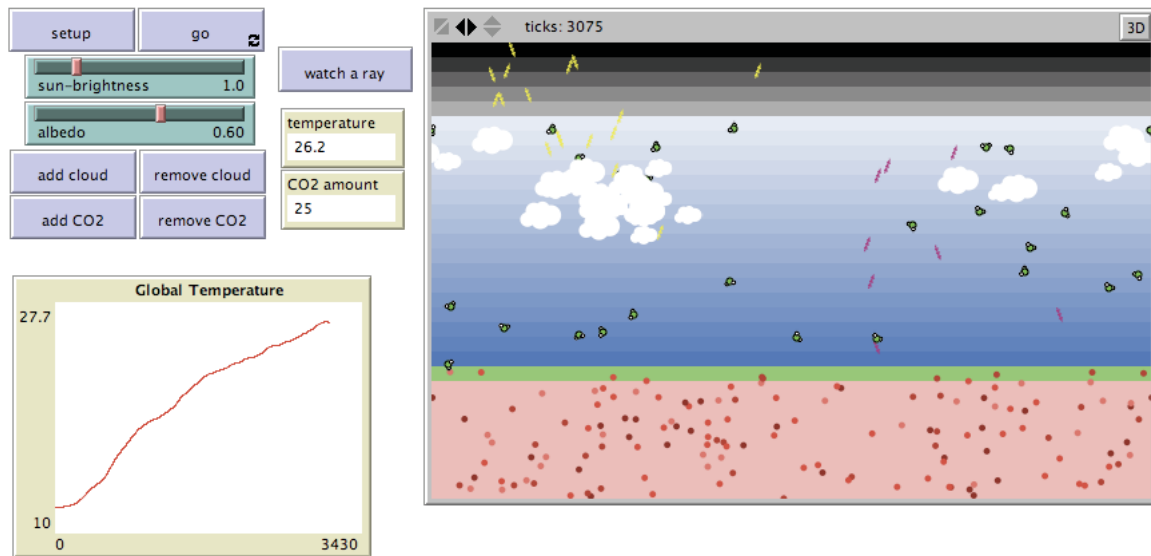 setup
go
sun-brightness 1.0
albedo 0.60
watch a ray
temperature
26.2
CO2 amount
25
add cloud
remove cloud
add CO2
remove CO2
Global Temperature
27.7
10
0
3430
ticks: 3075
3D